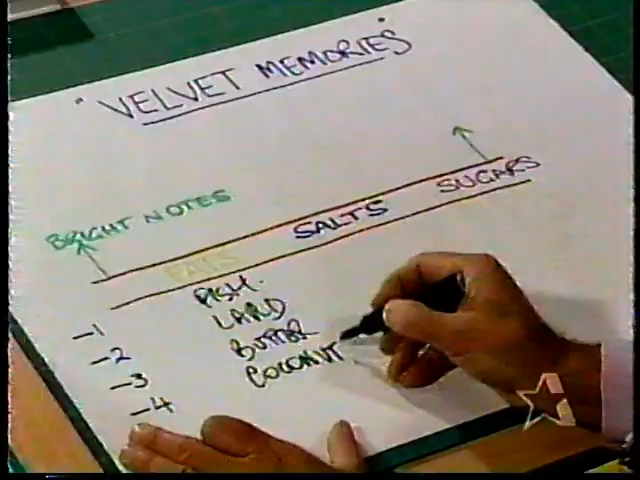 "VELVET MEMORIES"
BRIGHT NOTES
FATS SALTS SUGARS
-1 FISH.
-2 LARD
-3 BUTTER
-4 COCONUT